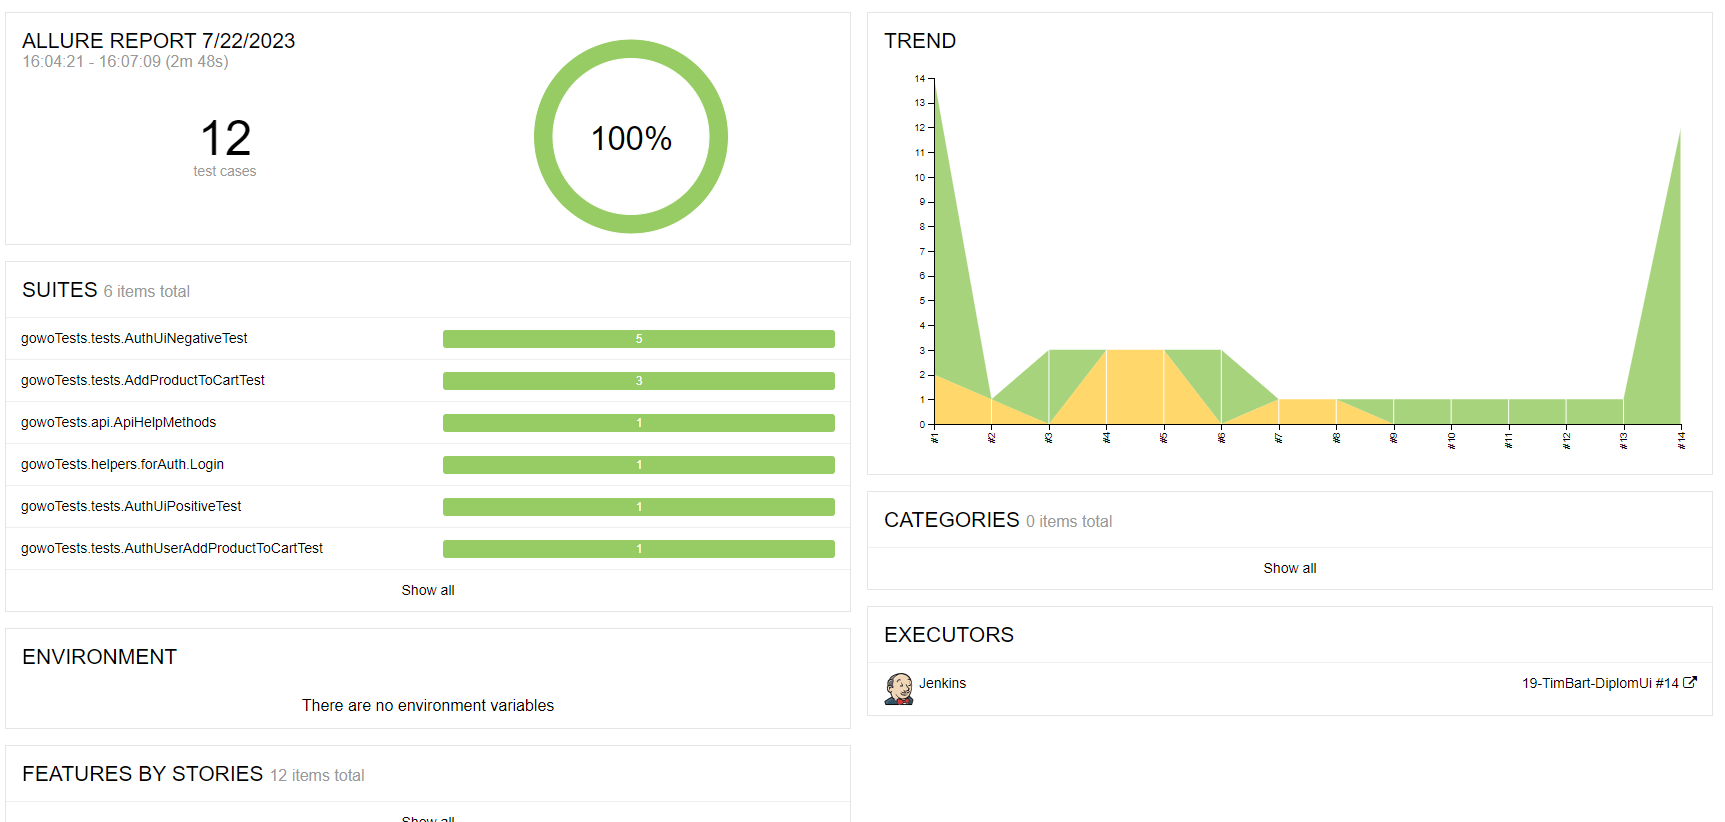 ALLURE REPORT 7/22/2023
16:04:21 - 16:07:09 (2m 48s)
12
test cases
100%
SUITES 6 items total
gowoTests.tests.AuthUiNegativeTest 5
gowoTests.tests.AddProductToCartTest 3
gowoTests.api.ApiHelpMethods 1
gowoTests.helpers.forAuth.Login 1
gowoTests.tests.AuthUiPositiveTest 1
gowoTests.tests.AuthUserAddProductToCartTest 1
Show all
ENVIRONMENT
There are no environment variables
FEATURES BY STORIES 12 items total
Show all
TREND
14
13
12
11
10
9
8
7
6
5
4
3
2
1
0
#1 #2 #3 #4 #5 #6 #7 #8 #9 #10 #11 #12 #13 #14
CATEGORIES 0 items total
Show all
EXECUTORS
Jenkins 19-TimBart-DiplomUi #14